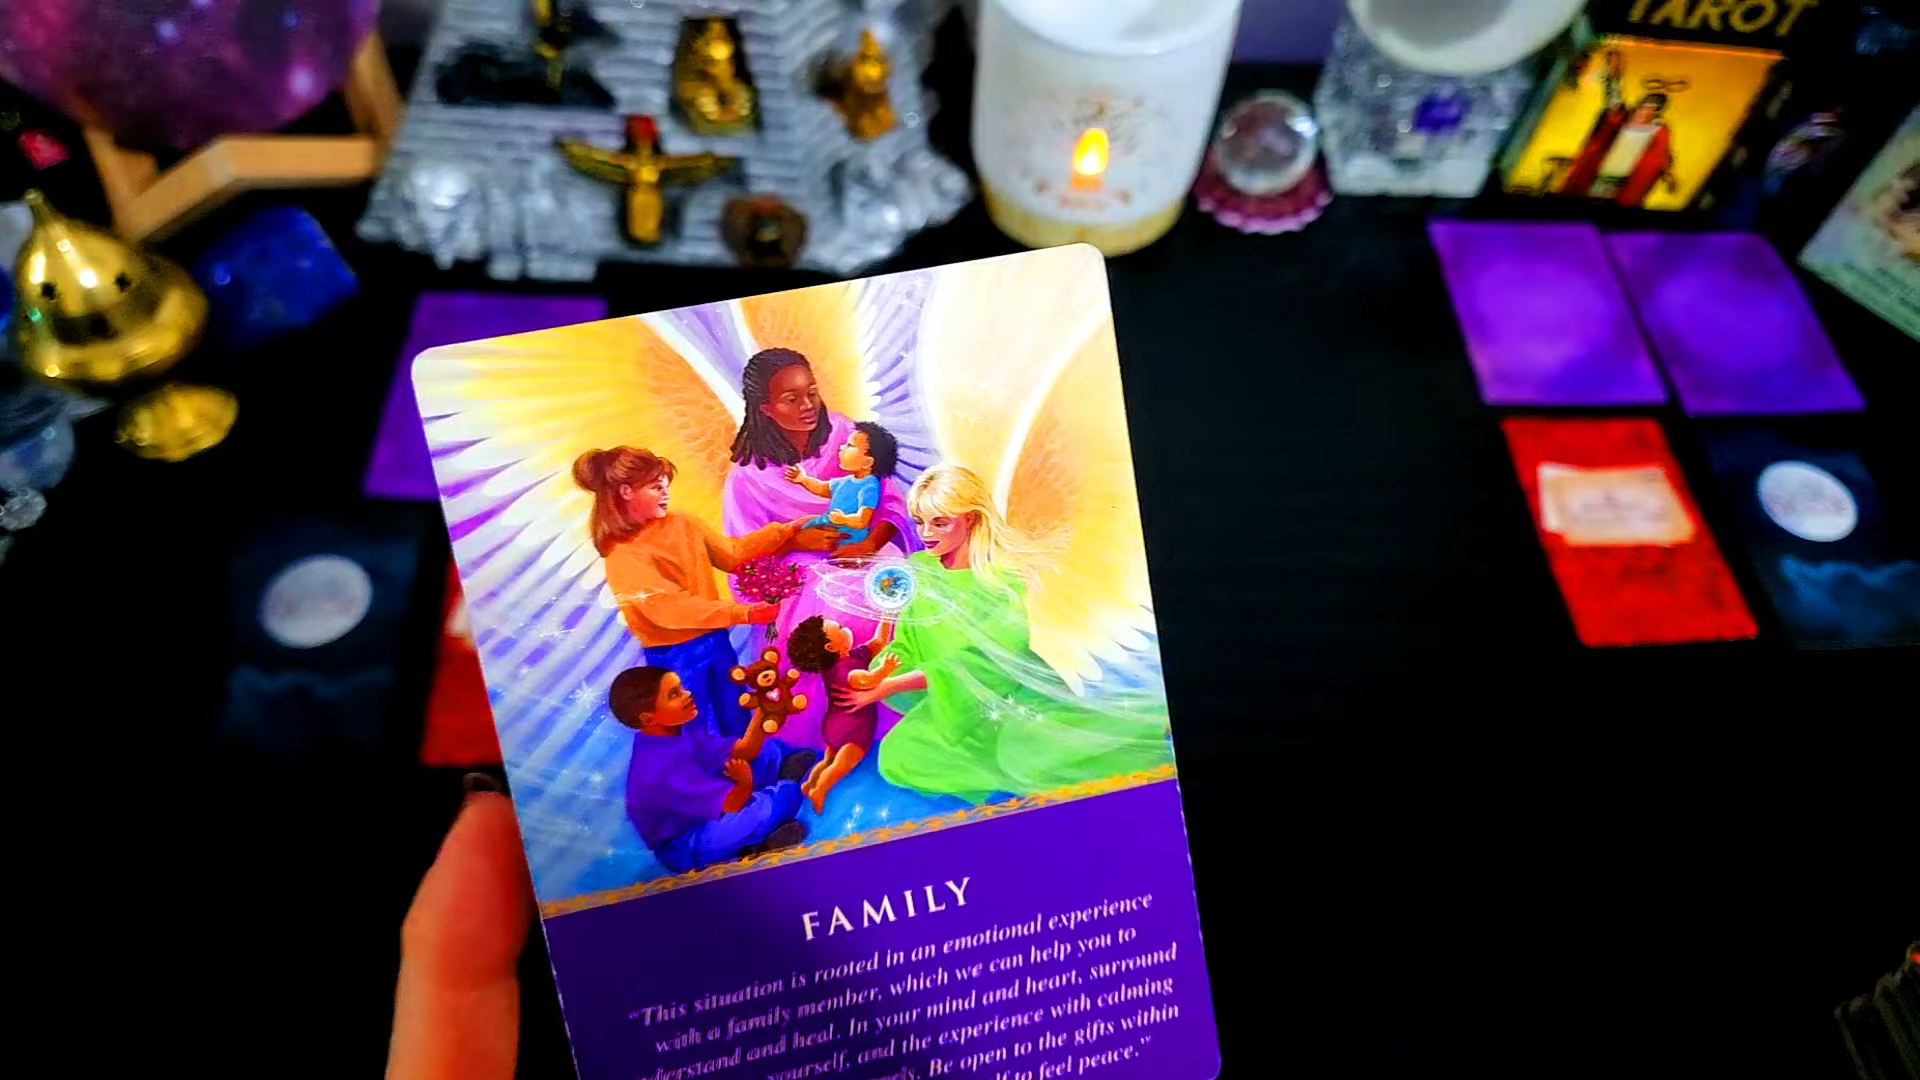 TAROT
FAMILY
"This situation is rooted in an emotional experience
with a family member, which we can help you to
understand and heal. In your mind and heart, surround
yourself, and the experience with calming
Be open to the gifts within
to feel peace."